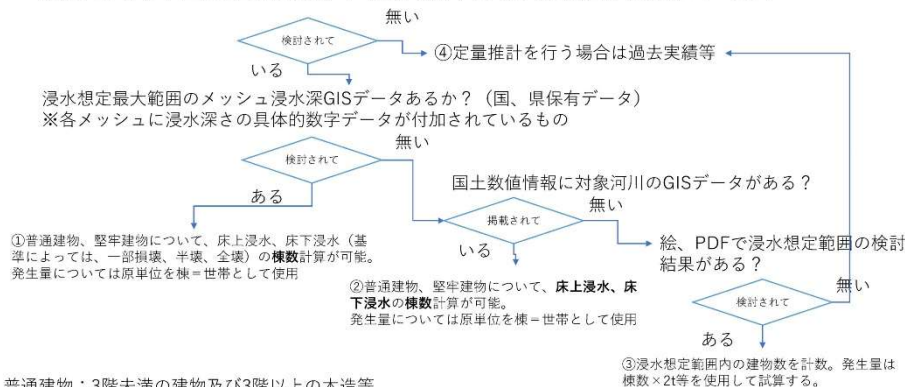 無い
検討されて
④定量推計を行う場合は過去実績等
いる
浸水想定最大範囲のメッシュ浸水深GISデータあるか？（国、県保有データ）
※各メッシュに浸水深さの具体的数字データが付加されているもの
無い
検討されて
国土数値情報に対象河川のGISデータがある？
ある
無い
掲載されて
①普通建物、堅牢建物について、床上浸水、床下浸水（基
準によっては、一部損壊、半壊、全壊）の棟数計算が可能。
発生量については原単位を棟＝世帯として使用
いる
絵、PDFで浸水想定範囲の検討
結果がある？
②普通建物、堅牢建物について、床上浸水、床
下浸水の棟数計算が可能。
発生量については原単位を棟＝世帯として使用
無い
検討されて
ある
③浸水想定範囲内の建物数を計数。発生量は
棟数×2t等を使用して試算する。
普通建物：3階未満の建物及び3階以上の木造等